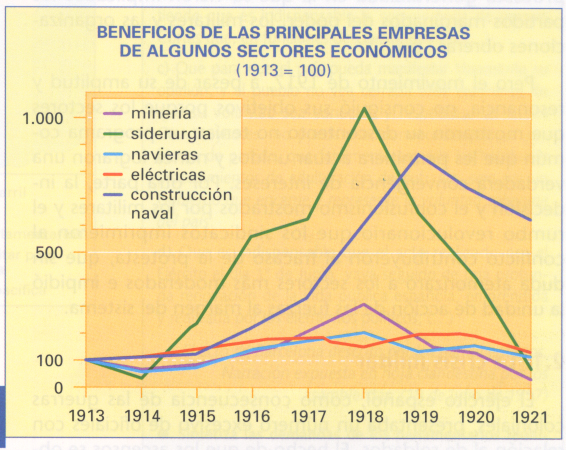 BENEFICIOS DE LAS PRINCIPALES EMPRESAS
DE ALGUNOS SECTORES ECONÓMICOS
(1913 = 100)
minería
siderurgia
navieras
eléctricas
construcción
naval
1.000
500
100
0
1913 1914 1915 1916 1917 1918 1919 1920 1921